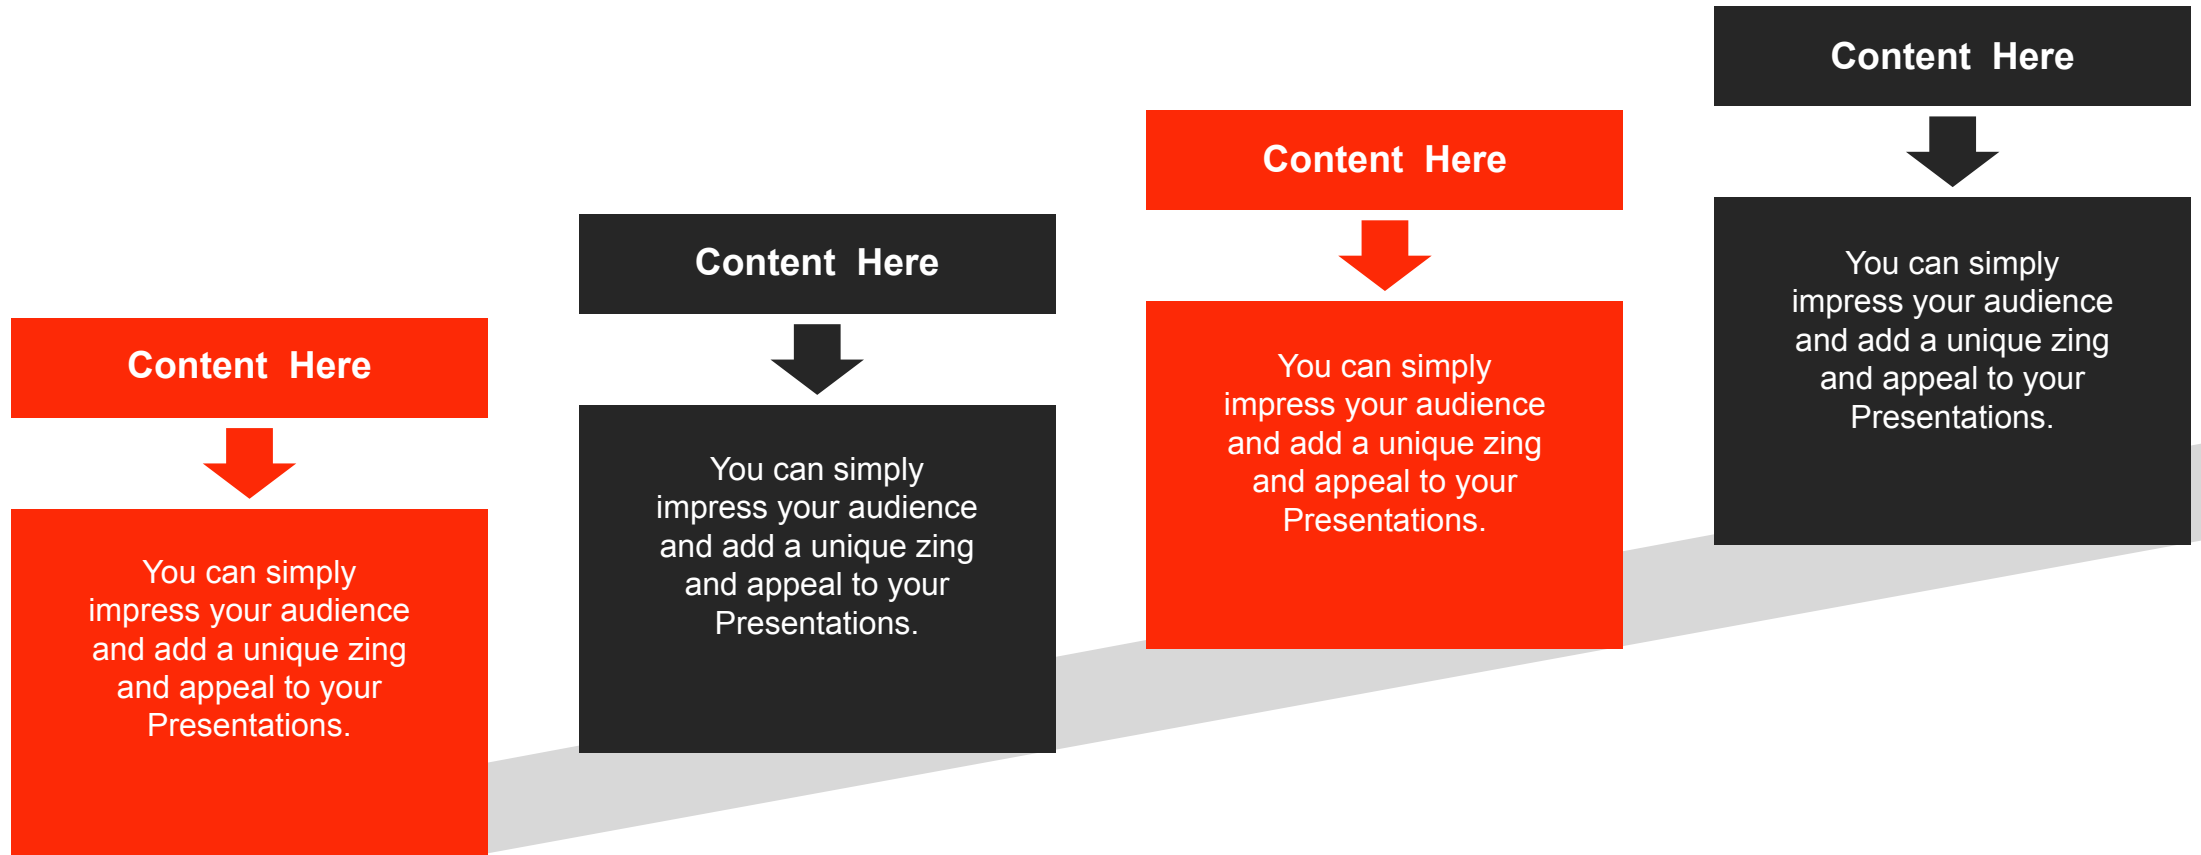 Content  Here
You can simply
impress your audience
and add a unique zing
and appeal to your
Presentations.
Content  Here
You can simply
impress your audience
and add a unique zing
and appeal to your
Presentations.
Content  Here
You can simply
impress your audience
and add a unique zing
and appeal to your
Presentations.
Content  Here
You can simply
impress your audience
and add a unique zing
and appeal to your
Presentations.